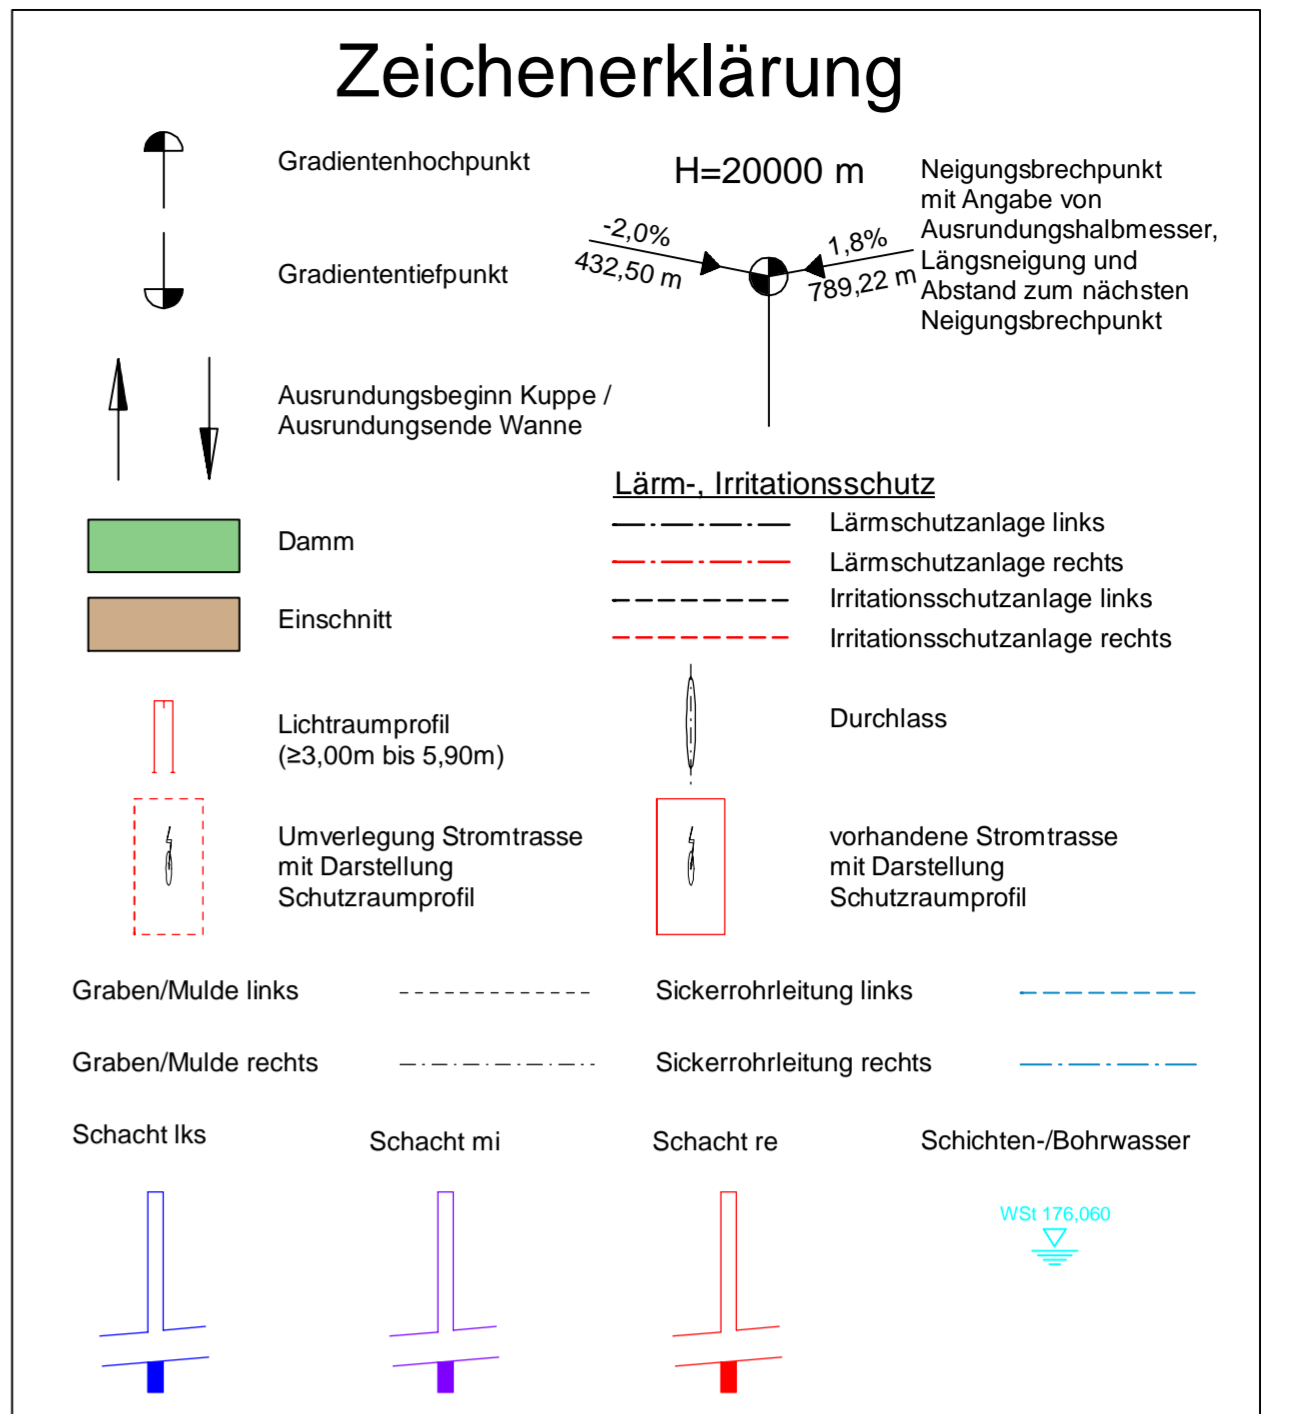 Zeichenerklärung
Gradientenhochpunkt
Gradiententiefpunkt
H=20000 m
-2,0%
432,50 m
1,8%
789,22 m
Neigungsbrechpunkt
mit Angabe von
Ausrundungshalbmesser,
Längsneigung und
Abstand zum nächsten
Neigungsbrechpunkt
Ausrundungsbeginn Kuppe /
Ausrundungsende Wanne
Damm
Einschnitt
Lärm-, Irritationsschutz
Lärmschutzanlage links
Lärmschutzanlage rechts
Irritationsschutzanlage links
Irritationsschutzanlage rechts
Lichtraumprofil
(≥3,00m bis 5,90m)
Durchlass
Umverlegung Stromtrasse
mit Darstellung
Schutzraumprofil
vorhandene Stromtrasse
mit Darstellung
Schutzraumprofil
Graben/Mulde links
Sickerrohrleitung links
Graben/Mulde rechts
Sickerrohrleitung rechts
Schacht lks
Schacht mi
Schacht re
Schichten-/Bohrwasser
WSt 176,060